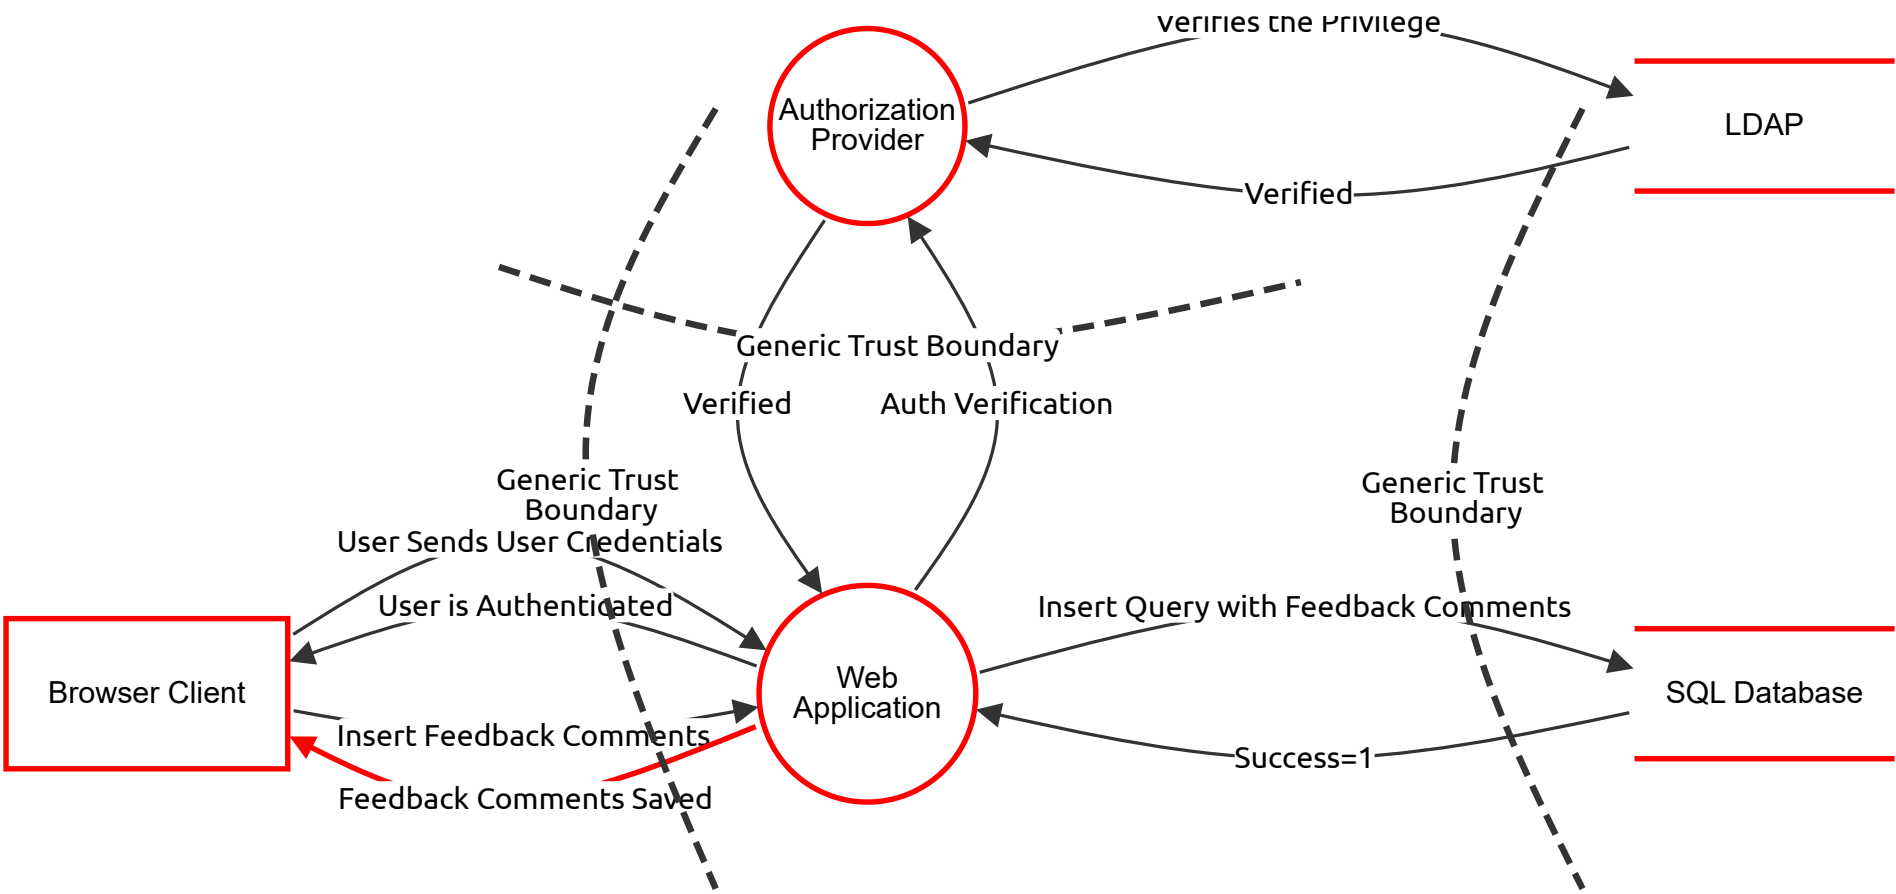 Verifies the Privilege
Authorization
Provider
LDAP
Verified
Generic Trust Boundary
Verified
Auth Verification
Generic Trust
Boundary
Generic Trust
Boundary
User Sends User Credentials
User is Authenticated
Insert Query with Feedback Comments
Browser Client
Web
Application
SQL Database
Insert Feedback Comments
Success=1
Feedback Comments Saved